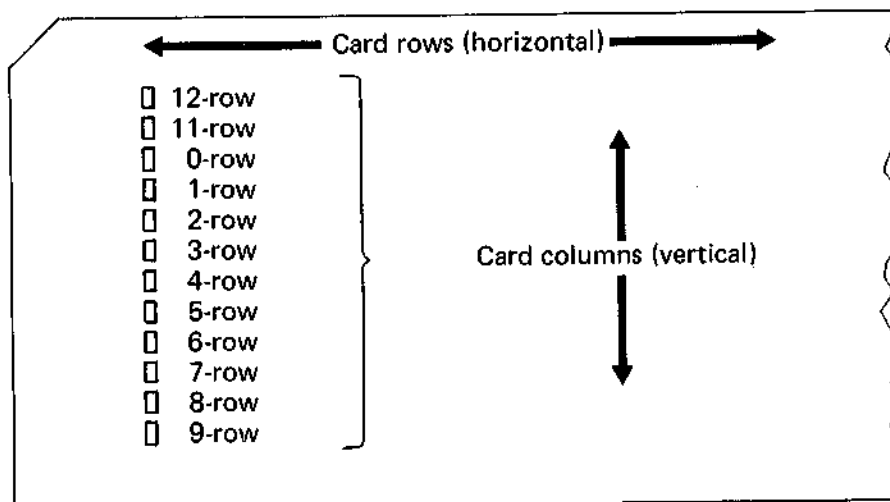 Card rows (horizontal)
12-row
11-row
0-row
1-row
2-row
3-row
4-row
5-row
6-row
7-row
8-row
9-row
Card columns (vertical)